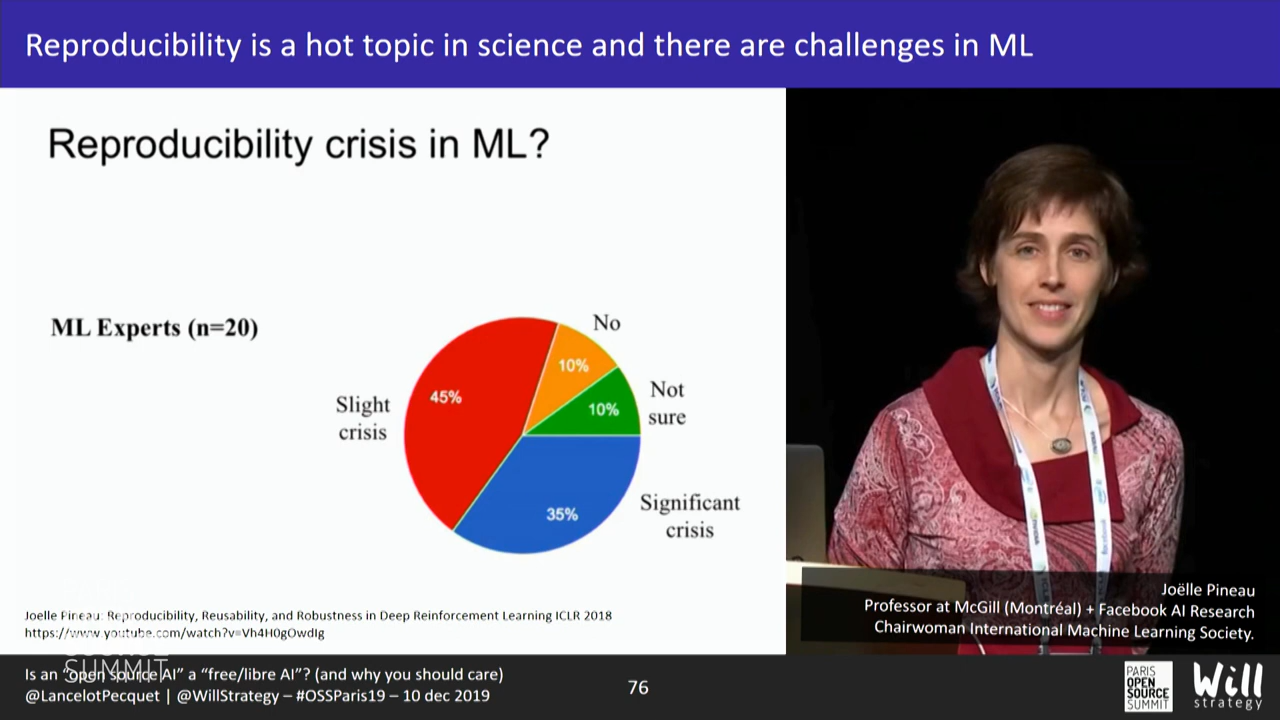 Reproducibility is a hot topic in science and there are challenges in ML
Reproducibility crisis in ML?
ML Experts (n=20)
No
10%
Not
sure
10%
45%
Slight
crisis
35%
Significant
crisis
Joëlle Pineau
Professor at McGill (Montréal) + Facebook AI Research
Chairwoman International Machine Learning Society.
Joelle Pineau: Reproducibility, Reusability, and Robustness in Deep Reinforcement Learning ICLR 2018
https://www.youtube.com/watch?v=Vh4H0gOwdIg
Is an “open source AI” a “free/libre AI”? (and why you should care)
@LancelotPecquet | @WillStrategy – #OSSParis19 – 10 dec 2019
SUMMIT
76
PARIS
OPEN
SOURCE
SUMMIT
Will
strategy